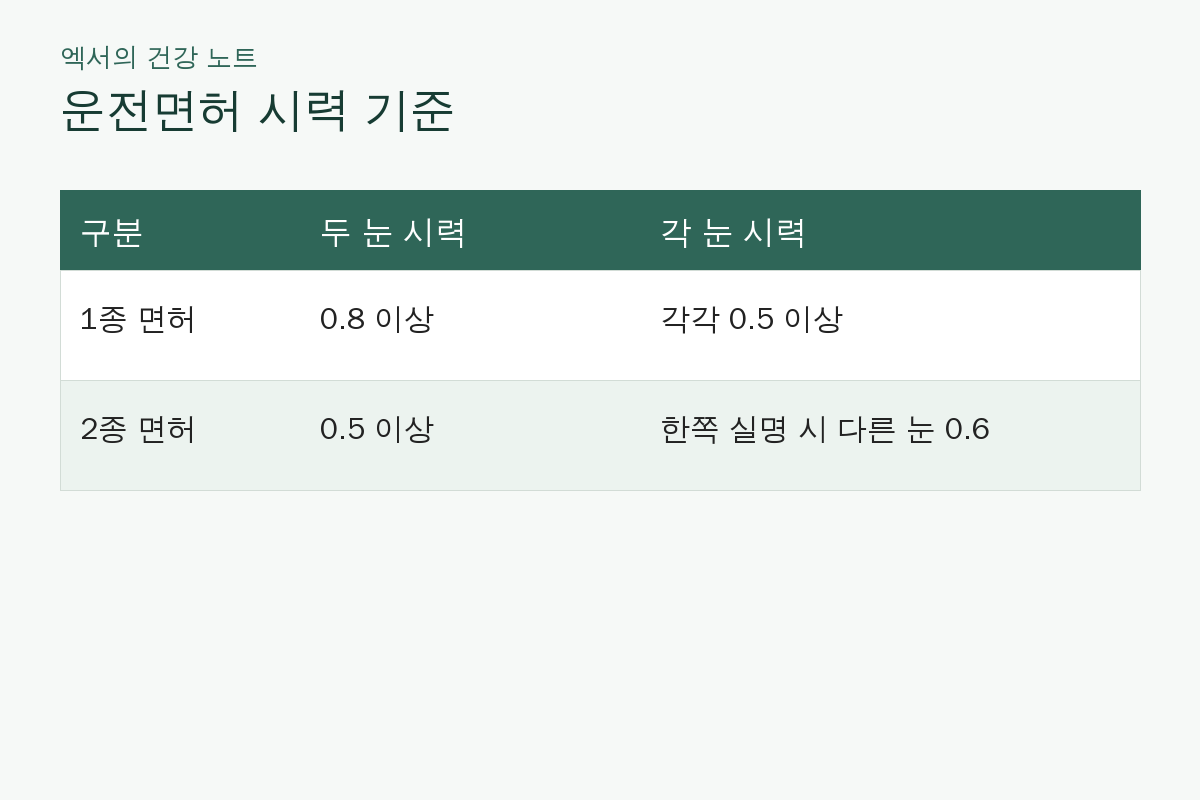 엑서의 건강 노트
운전면허 시력 기준
구분 두 눈 시력 각 눈 시력
1종 면허 0.8 이상 각각 0.5 이상
2종 면허 0.5 이상 한쪽 실명 시 다른 눈 0.6